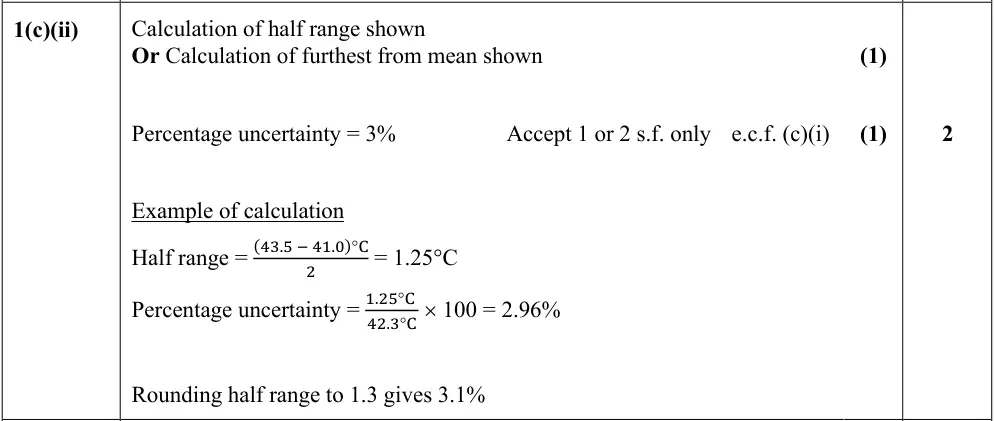 1(c)(ii) Calculation of half range shown
Or Calculation of furthest from mean shown (1)
Percentage uncertainty = 3% Accept 1 or 2 s.f. only e.c.f. (c)(i) (1) 2
Example of calculation
Half range = (43.5 − 41.0)°C / 2 = 1.25°C
Percentage uncertainty = 1.25°C / 42.3°C × 100 = 2.96%
Rounding half range to 1.3 gives 3.1%